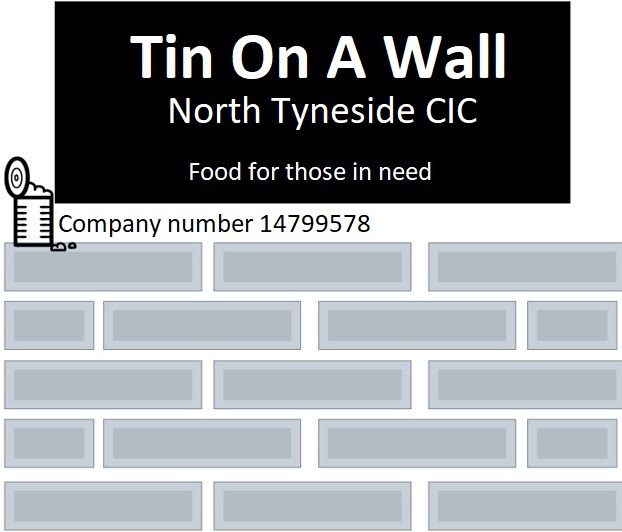 Tin On A Wall
North Tyneside CIC
Food for those in need
Company number 14799578